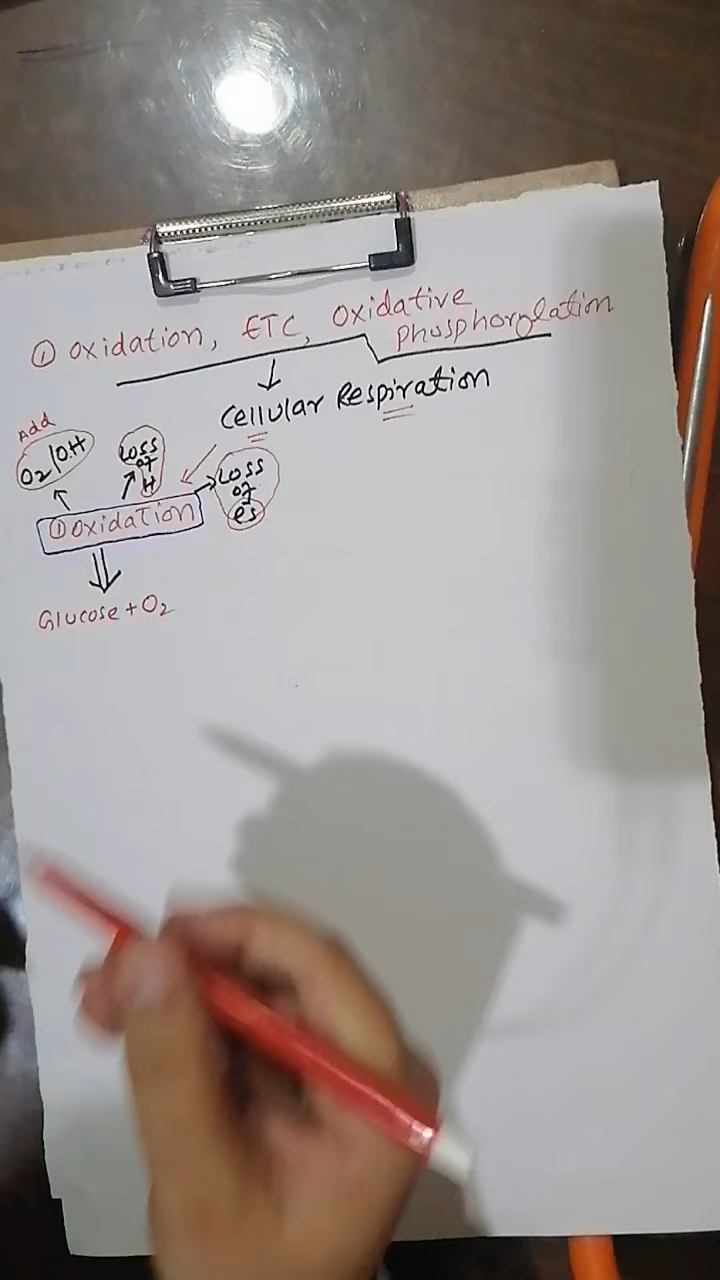 ① Oxidation, ETC, Oxidative
phosphorylation
Cellular Respiration
Add
O2/OH
Loss
of
H
Loss
of
es
① Oxidation
Glucose + O2